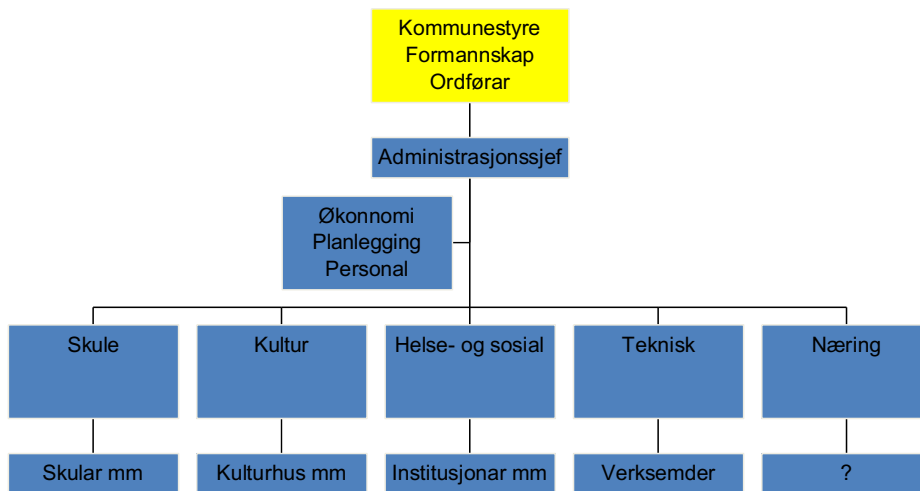 Kommunestyre
Formannskap
Ordførar
Administrasjonssjef
Økonnomi
Planlegging
Personal
Skule
Kultur
Helse- og sosial
Teknisk
Næring
Skular mm
Kulturhus mm
Institusjonar mm
Verksemder
?